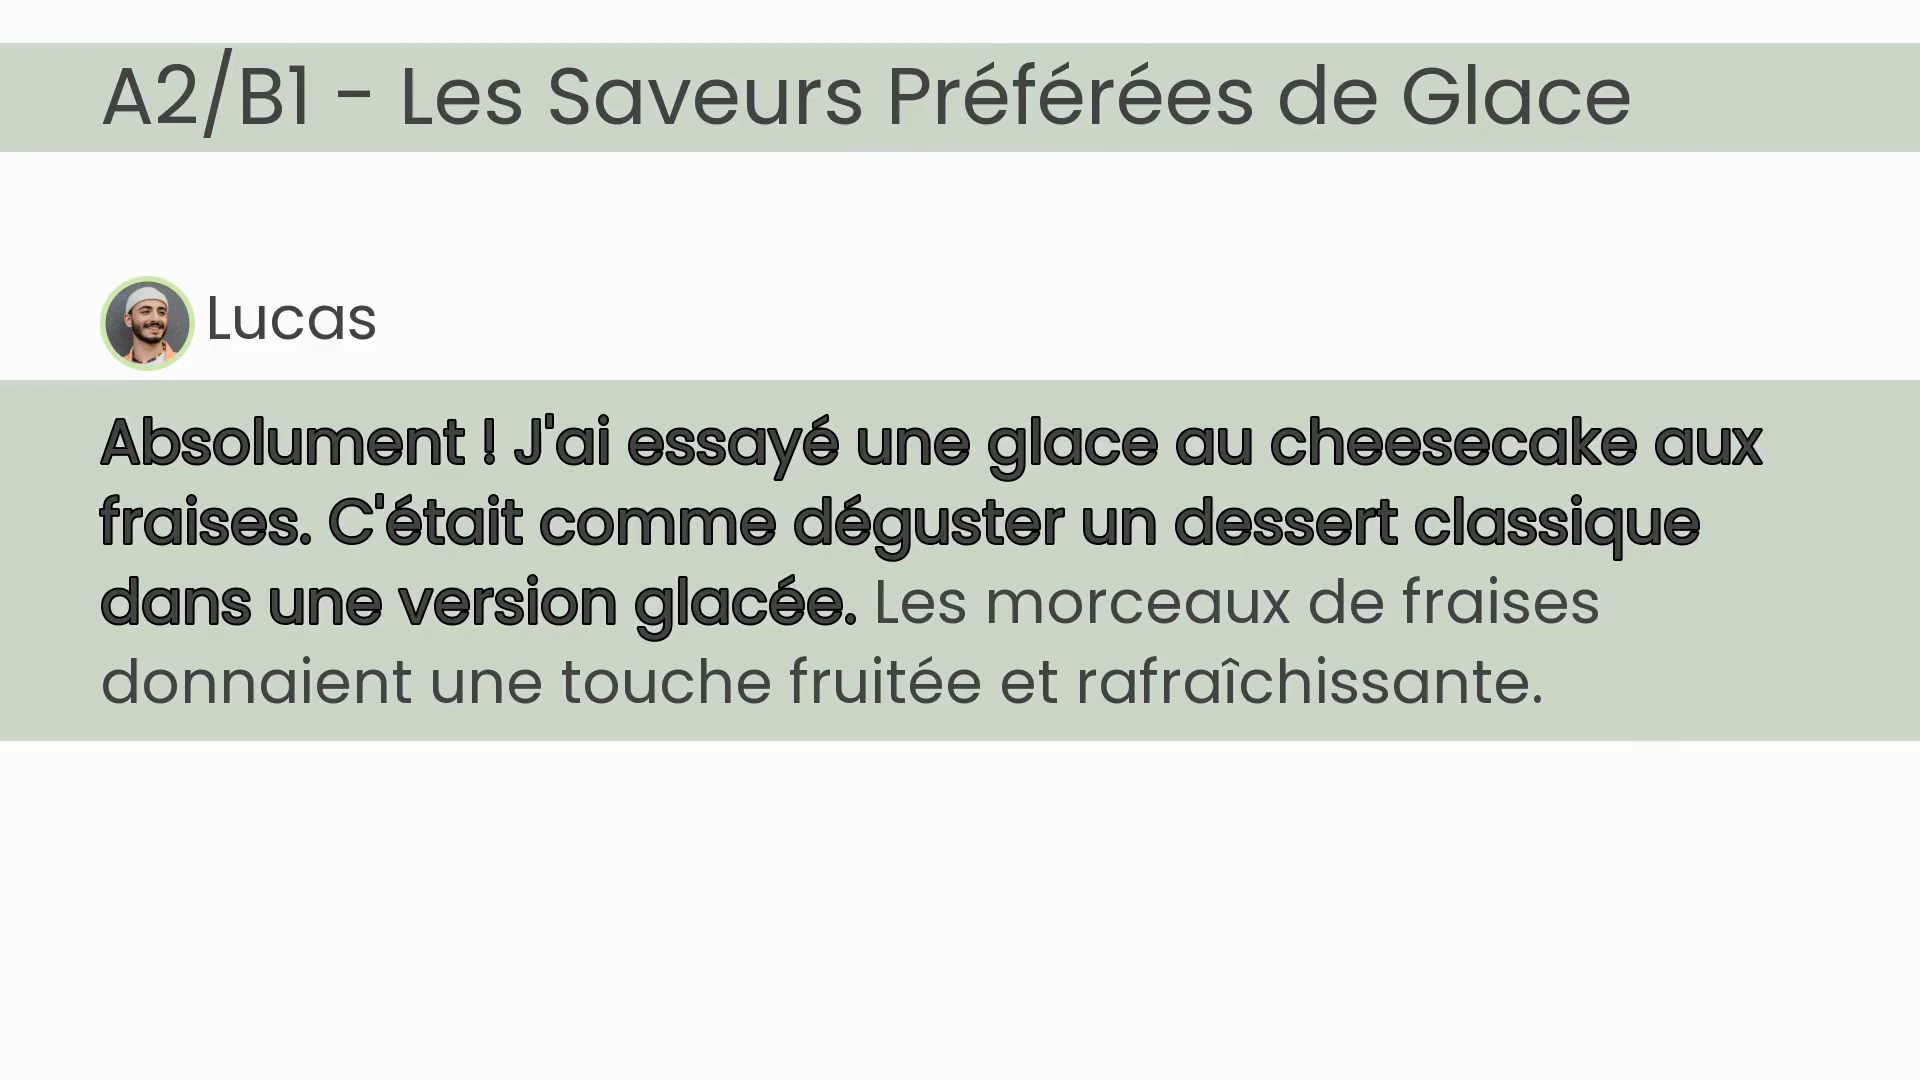 A2/B1 - Les Saveurs Préférées de Glace
Lucas
Absolument ! J'ai essayé une glace au cheesecake aux
fraises. C'était comme déguster un dessert classique
dans une version glacée. Les morceaux de fraises
donnaient une touche fruitée et rafraîchissante.